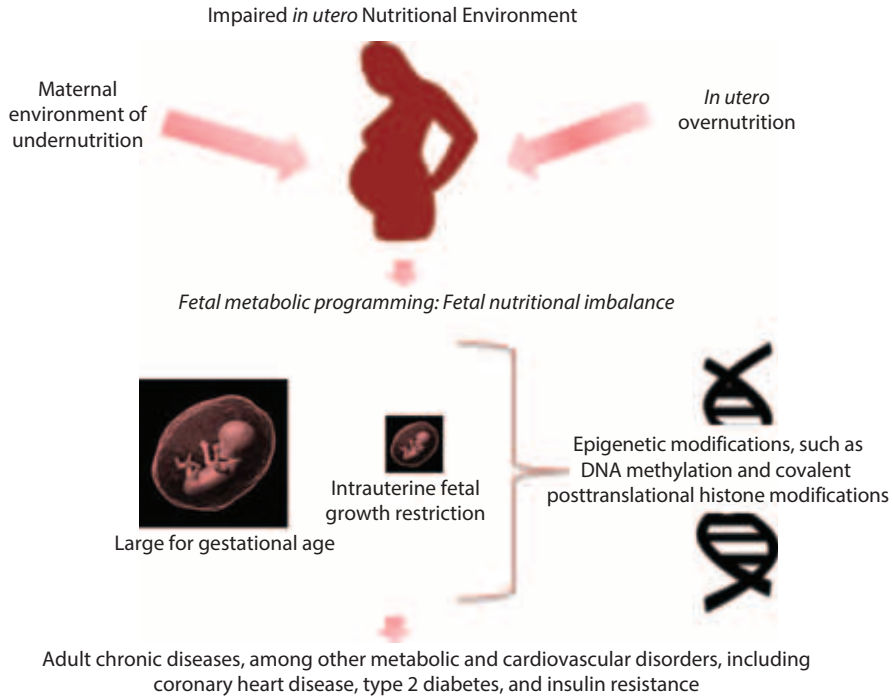 Impaired in utero Nutritional Environment
Maternal
environment of
undernutrition
In utero
overnutrition
Fetal metabolic programming: Fetal nutritional imbalance
Large for gestational age
Intrauterine fetal
growth restriction
Epigenetic modifications, such as
DNA methylation and covalent
posttranslational histone modifications
Adult chronic diseases, among other metabolic and cardiovascular disorders, including
coronary heart disease, type 2 diabetes, and insulin resistance